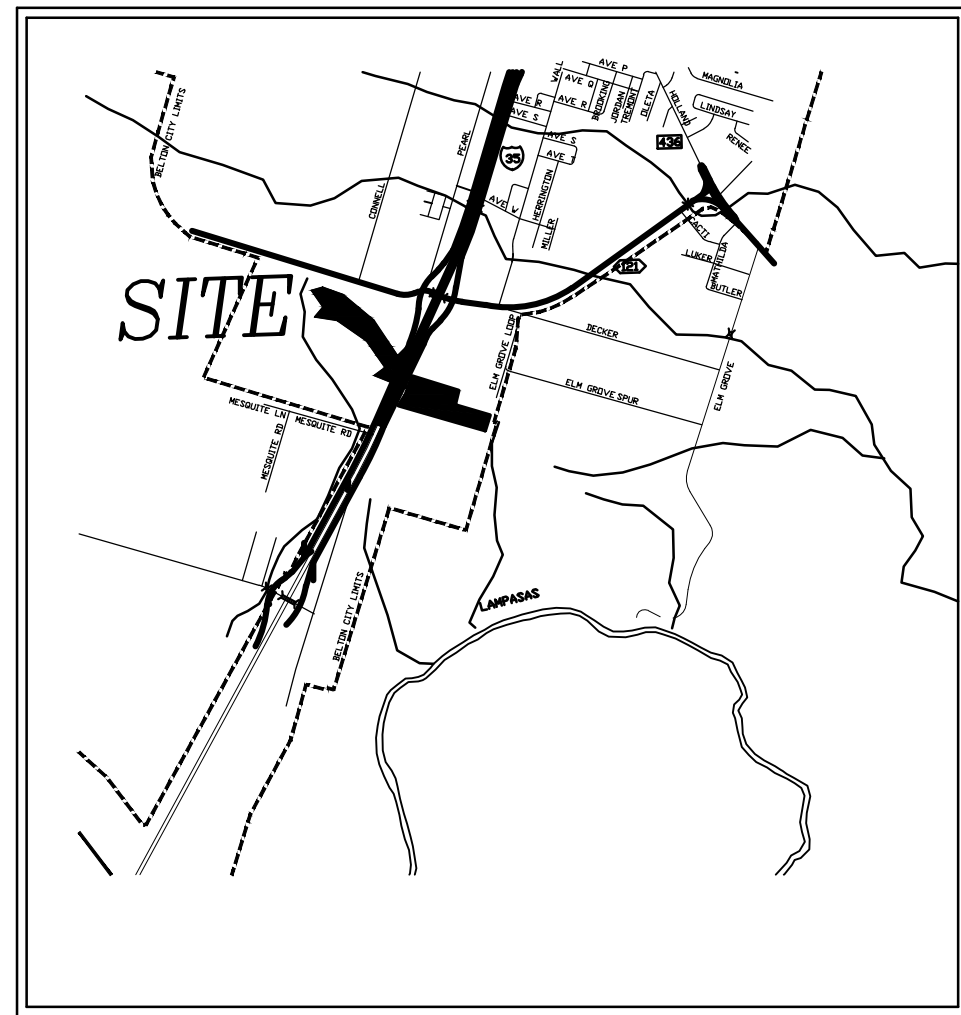 AVE P
WALL
AVE Q
MAGNOLIA
BELTON CITY LIMITS
AVE R
AVE R
BROOKING
JORDAN
TREMONT
OLETA
HOLLAND
LINDSAY
AVE S
RENEE
PEARL
AVE S
436
35
AVE T
CONNELL
HERRINGTON
AVE W
MILLER
CACTI
LUKER
MATHILDA
121
BUTLER
SITE
ELM GROVE LOOP
DECKER
ELM GROVE SPUR
ELM GROVE
MESQUITE LN
MESQUITE RD
MESQUITE RD
LAMPASAS
BELTON CITY LIMITS